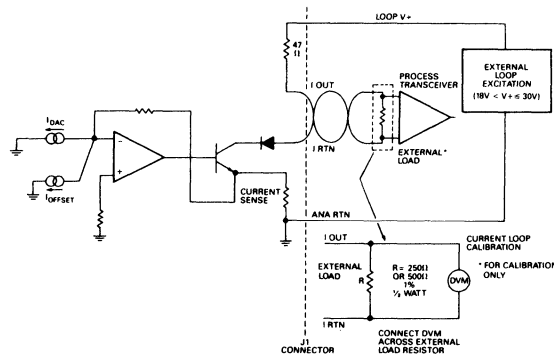 LOOP V+
47
Ω
I OUT
PROCESS
TRANSCEIVER
EXTERNAL
LOOP
EXCITATION
(18V < V+ ≤ 30V)
I DAC
I OFFSET
-
+
I RTN
EXTERNAL*
LOAD
CURRENT
SENSE
ANA RTN
I OUT
CURRENT LOOP
CALIBRATION
EXTERNAL
LOAD
R
R = 250Ω
OR 500Ω
1%
½ WATT
DVM
* FOR CALIBRATION
ONLY
I RTN
J1
CONNECTOR
CONNECT DVM
ACROSS EXTERNAL
LOAD RESISTOR